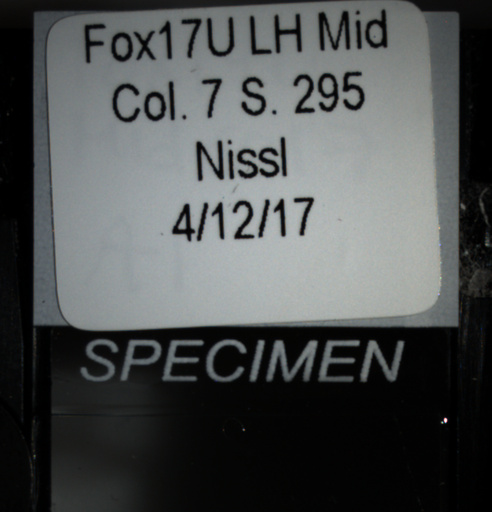 Fox17U LH Mid
Col. 7 S. 295
Nissl
4/12/17
SPECIMEN